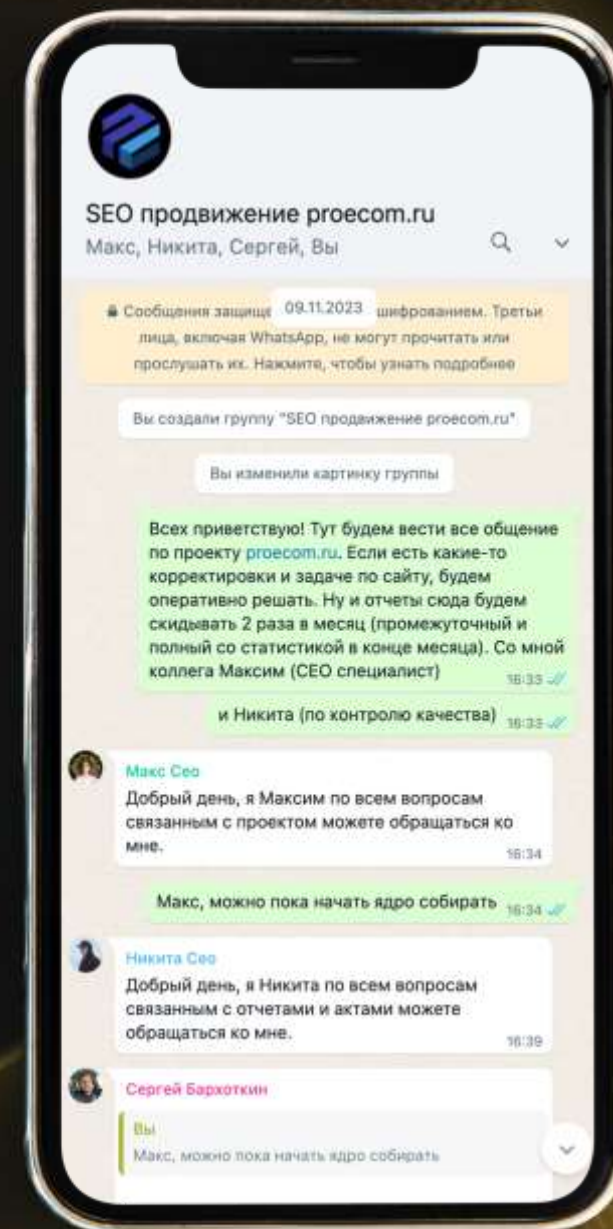 SEO продвижение proecom.ru
Макс, Никита, Сергей, Вы
Сообщения защище
09.11.2023
шифрованием. Третьи
лица, включая WhatsApp, не могут прочитать или
прослушать их. Нажмите, чтобы узнать подробнее
Вы создали группу "SEO продвижение proecom.ru"
Вы изменили картинку группы
Всех приветствую! Тут будем вести все общение
по проекту proecom.ru. Если есть какие-то
корректировки и задаче по сайту, будем
оперативно решать. Ну и отчеты сюда будем
скидывать 2 раза в месяц (промежуточный и
полный со статистикой в конце месяца). Со мной
коллега Максим (СЕО специалист)
16:33
и Никита (по контролю качества) 16:33
Макс Сео
Добрый день, я Максим по всем вопросам
связанным с проектом можете обращаться ко
мне.
16:34
Макс, можно пока начать ядро собирать 16:34
Никита Сео
Добрый день, я Никита по всем вопросам
связанным с отчетами и актами можете
обращаться ко мне.
16:39
Сергей Бархоткин
Вы
Макс, можно пока начать ядро собирать